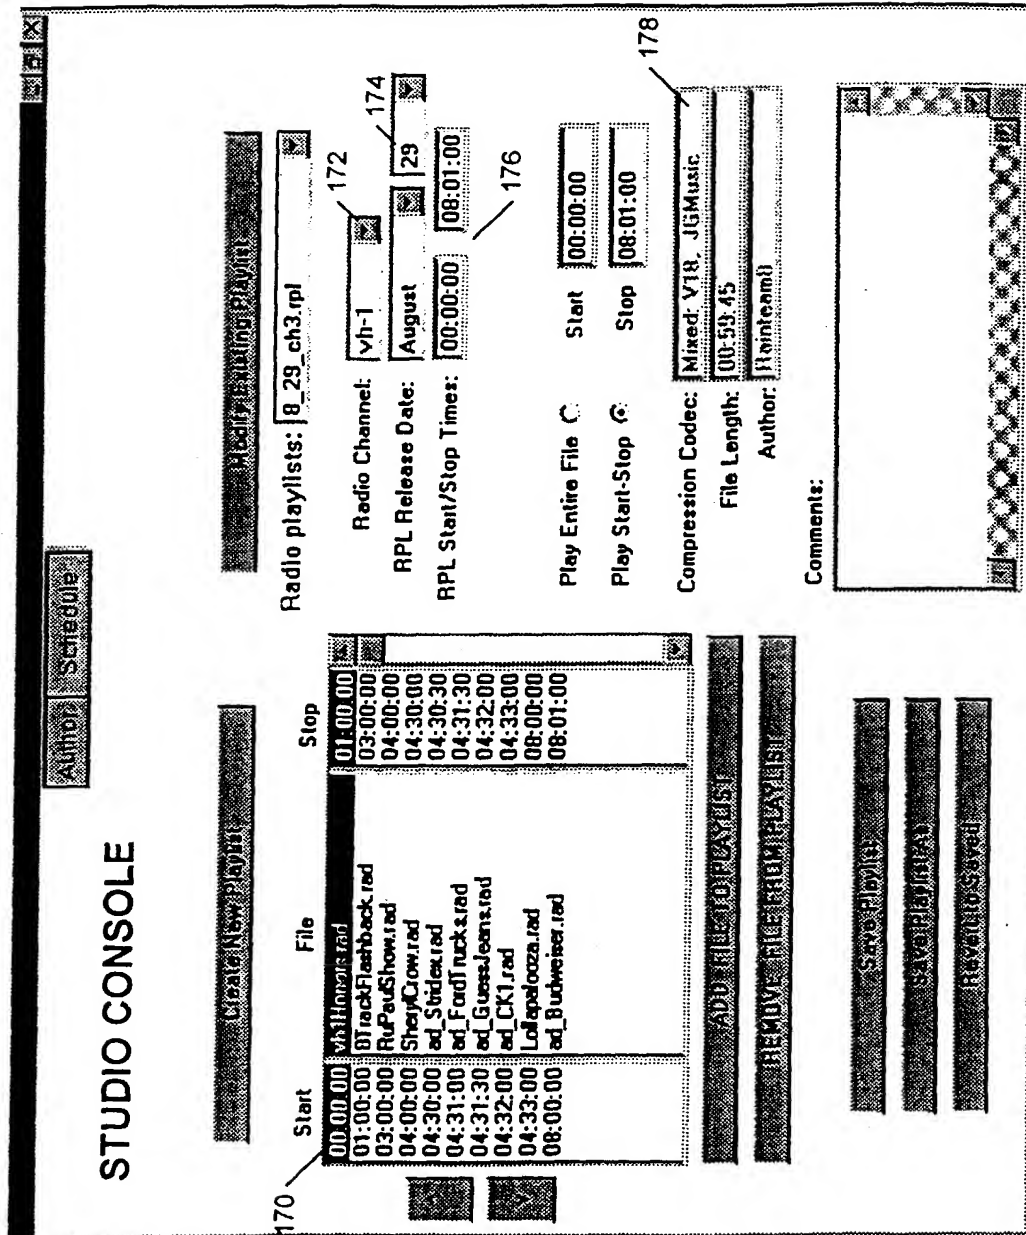 Author Schedule
STUDIO CONSOLE
Create New Playlist
Modify Existing Playlist
Radio playlists: 8_29_ch3.rpl
Radio Channel: vh-1
172
RPL Release Date: August 29
174
RPL Start/Stop Times: 00:00:00 08:01:00
176
170
Start File Stop
00:00:00 01:00:00
01:00:00 DTrackFlashback.rad 03:00:00
03:00:00 RuPaulShow.rad 04:00:00
04:00:00 SherylCrow.rad 04:30:00
04:30:00 ad_Stridex.rad 04:30:30
04:31:00 ad_FordTrucks.rad 04:31:30
04:31:30 ad_GuessJeans.rad 04:32:00
04:32:00 ad_CK1.rad 04:33:00
04:33:00 Lollapalooza.rad 08:00:00
08:00:00 ad_Budweiser.rad 08:01:00
ADD FILE TO PLAYLIST
REMOVE FILE FROM PLAYLIST
Save Playlist
Save Playlist As
Revert to Saved
Play Entire File Start 00:00:00
Play Start-Stop Stop 08:01:00
Compression Codec: Mixed: V18, JGMusic
178
File Length: 00:59:45
Author:
Comments: